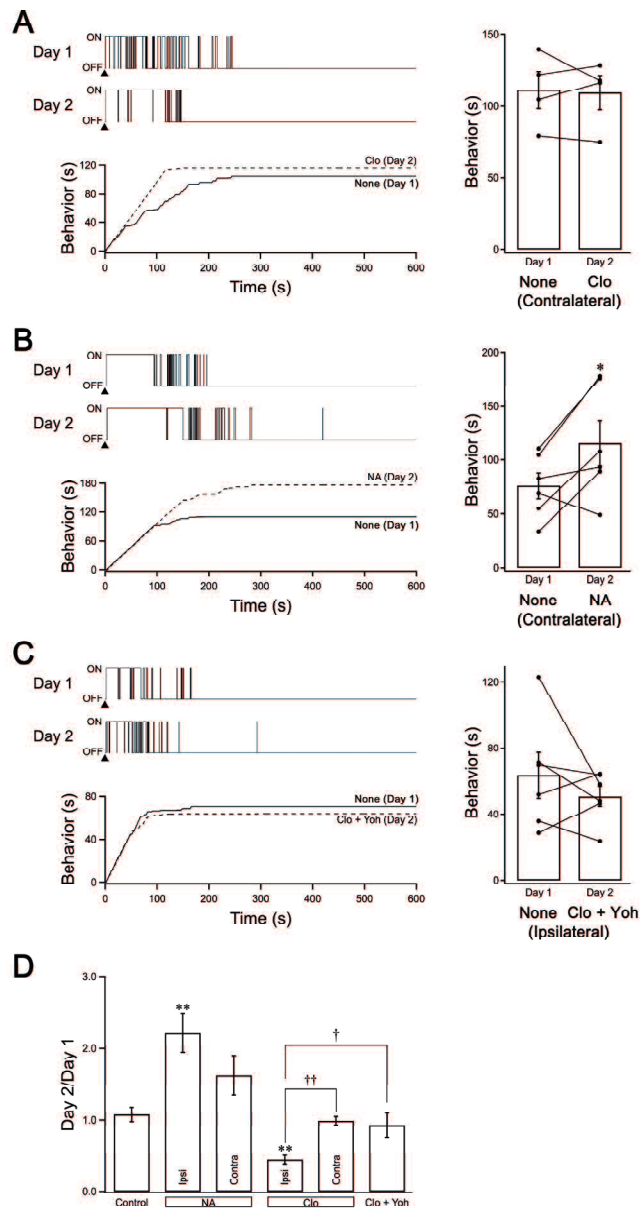 A
Day 1
ON
OFF
Day 2
ON
OFF
Behavior (s)
120
80
40
0
Clo (Day 2)
None (Day 1)
0
100
200
300
400
500
600
Time (s)
Behavior (s)
150
100
50
0
Day 1
Day 2
None
Clo
(Contralateral)
B
Day 1
ON
OFF
Day 2
ON
OFF
Behavior (s)
180
120
60
0
NA (Day 2)
None (Day 1)
0
100
200
300
400
500
600
Time (s)
Behavior (s)
200
150
100
50
0
*
Day 1
Day 2
None
NA
(Contralateral)
C
Day 1
ON
OFF
Day 2
ON
OFF
Behavior (s)
80
40
0
None (Day 1)
Clo + Yoh (Day 2)
0
100
200
300
400
500
600
Time (s)
Behavior (s)
120
80
40
0
Day 1
Day 2
None
Clo + Yoh
(Ipsilateral)
D
Day 2/Day 1
3.0
2.0
1.0
0.0
**
**
††
†
Ipsi
Contra
Ipsi
Contra
Control
NA
Clo
Clo + Yoh